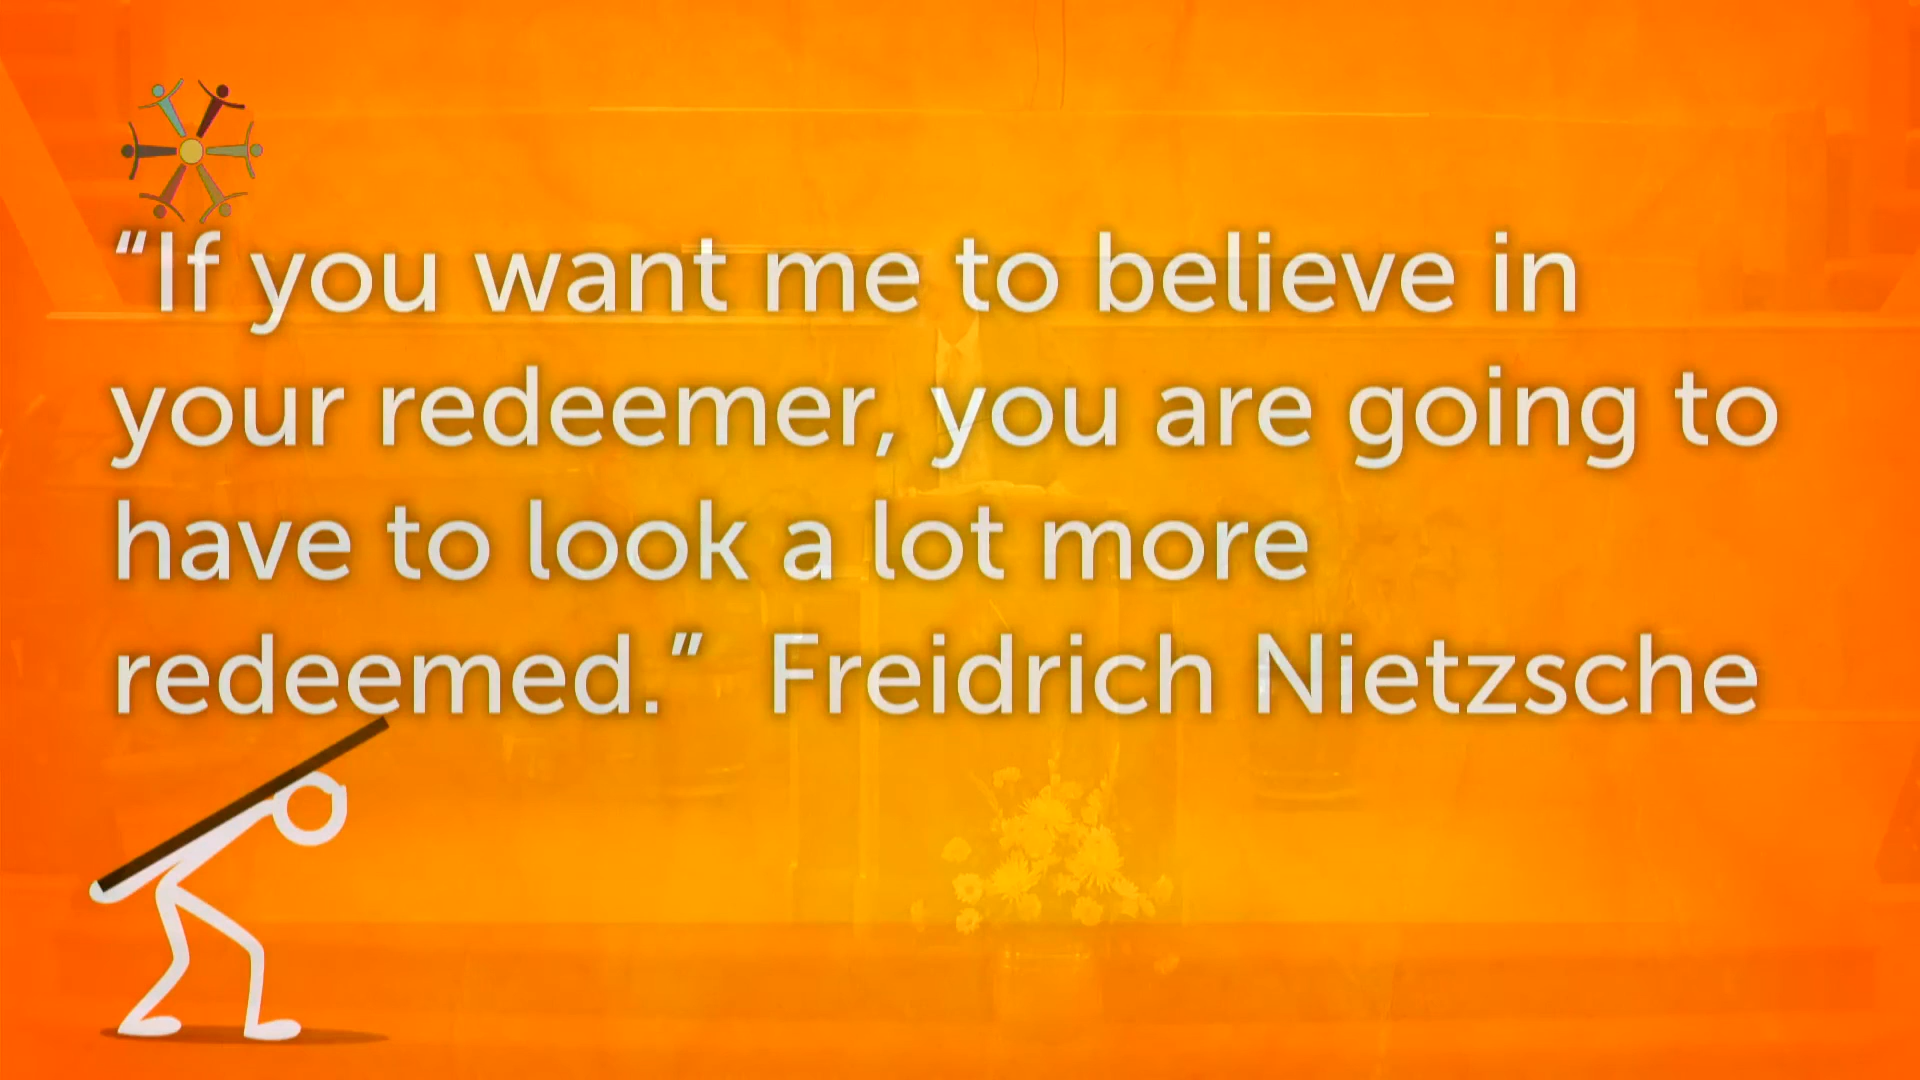 “If you want me to believe in
your redeemer, you are going to
have to look a lot more
redeemed.” Freidrich Nietzsche